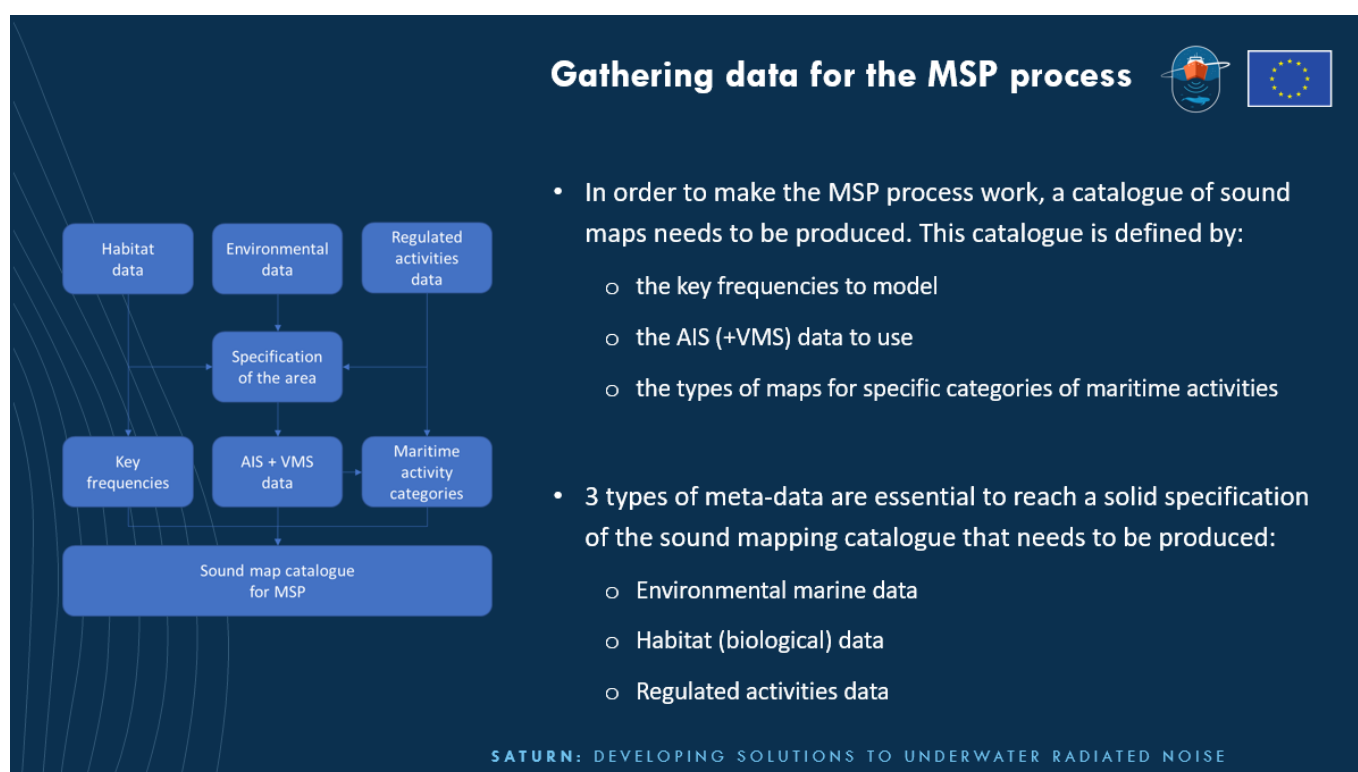 Gathering data for the MSP process
Habitat
data
Environmental
data
Regulated
activities
data
Specification
of the area
Key
frequencies
AIS + VMS
data
Maritime
activity
categories
Sound map catalogue
for MSP
• In order to make the MSP process work, a catalogue of sound
maps needs to be produced. This catalogue is defined by:
o the key frequencies to model
o the AIS (+VMS) data to use
o the types of maps for specific categories of maritime activities
• 3 types of meta-data are essential to reach a solid specification
of the sound mapping catalogue that needs to be produced:
o Environmental marine data
o Habitat (biological) data
o Regulated activities data
SATURN: DEVELOPING SOLUTIONS TO UNDERWATER RADIATED NOISE